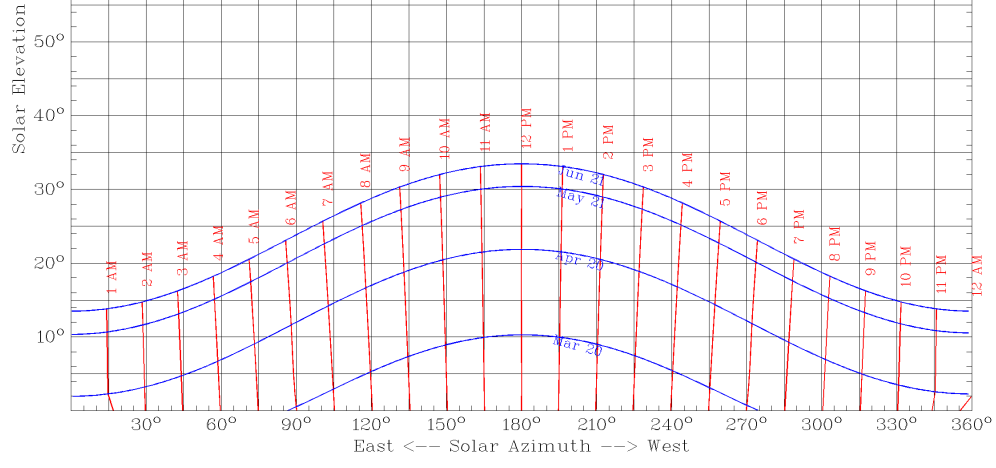 Solar Elevation
50°
40°
30°
20°
10°
1 AM
2 AM
3 AM
4 AM
5 AM
6 AM
7 AM
8 AM
9 AM
10 AM
11 AM
12 PM
1 PM
2 PM
3 PM
4 PM
5 PM
6 PM
7 PM
8 PM
9 PM
10 PM
11 PM
12 AM
Jun 21
May 21
Apr 20
Mar 20
30° 60° 90° 120° 150° 180° 210° 240° 270° 300° 330° 360°
East <-- Solar Azimuth --> West